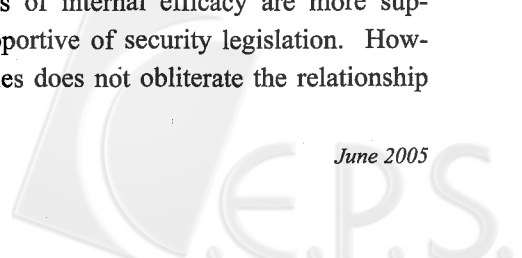 of internal efficacy are more sup-
portive of security legislation. How-
es does not obliterate the relationship
June 2005
C.E.P.S.